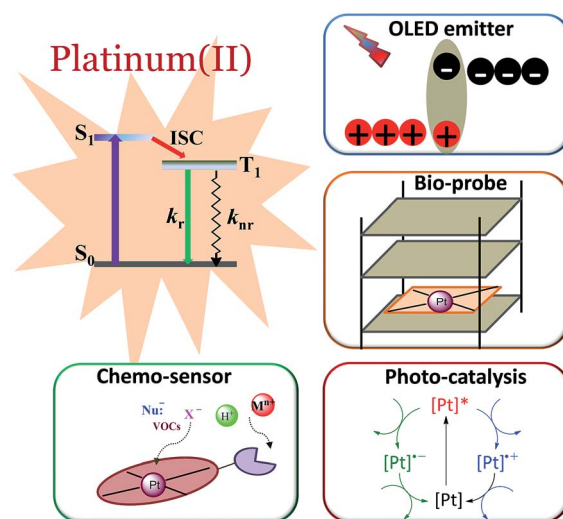 Platinum(II)
S1
ISC
T1
kr
knr
S0
OLED emitter
- - - -
+ + + +
Bio-probe
Pt
Chemo-sensor
Nu:⁻
X⁻
H⁺
Mⁿ⁺
VOCs
Pt
Photo-catalysis
[Pt]*
[Pt]•⁻
[Pt]•⁺
[Pt]